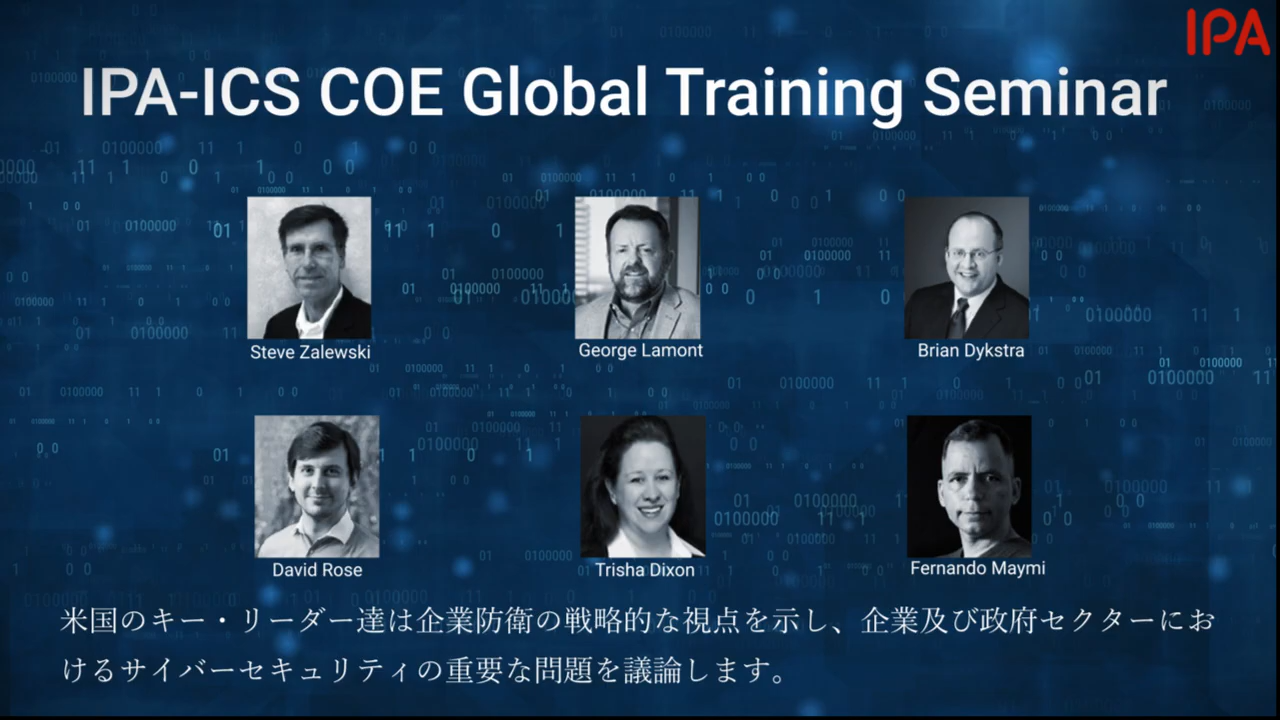 IPA
IPA-ICS COE Global Training Seminar
Steve Zalewski
George Lamont
Brian Dykstra
David Rose
Trisha Dixon
Fernando Maymi
米国のキー・リーダー達は企業防衛の戦略的な視点を示し、企業及び政府セクターにお
けるサイバーセキュリティの重要な問題を議論します。